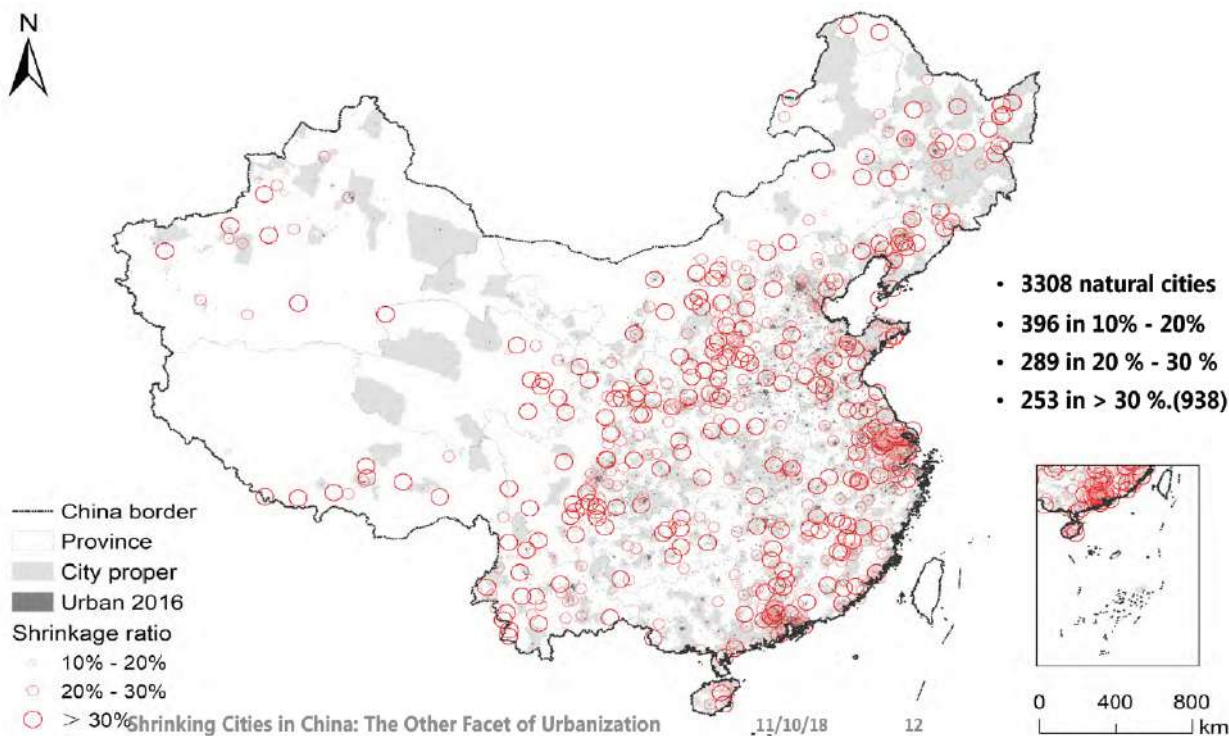 N
• 3308 natural cities
• 396 in 10% - 20%
• 289 in 20 % - 30 %
• 253 in > 30 %.(938)
China border
Province
City proper
Urban 2016
Shrinkage ratio
10% - 20%
20% - 30%
> 30%
Shrinking Cities in China: The Other Facet of Urbanization 11/10/18 12
0 400 800
km